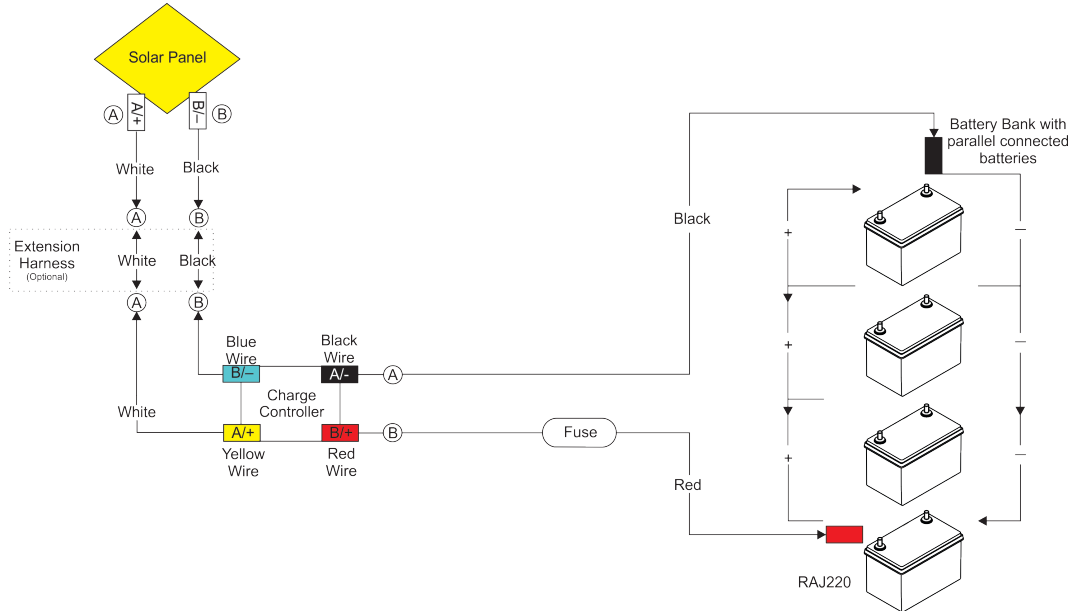 Solar Panel
A
A/+
B/–
B
White
Black
A
B
Extension
Harness
(Optional)
White
Black
A
B
Blue
Wire
B/–
Black
Wire
A/-
A
Charge
Controller
White
A/+
Yellow
Wire
B/+
Red
Wire
B
Fuse
Black
Red
Battery Bank with
parallel connected
batteries
+
–
+
–
+
–
RAJ220